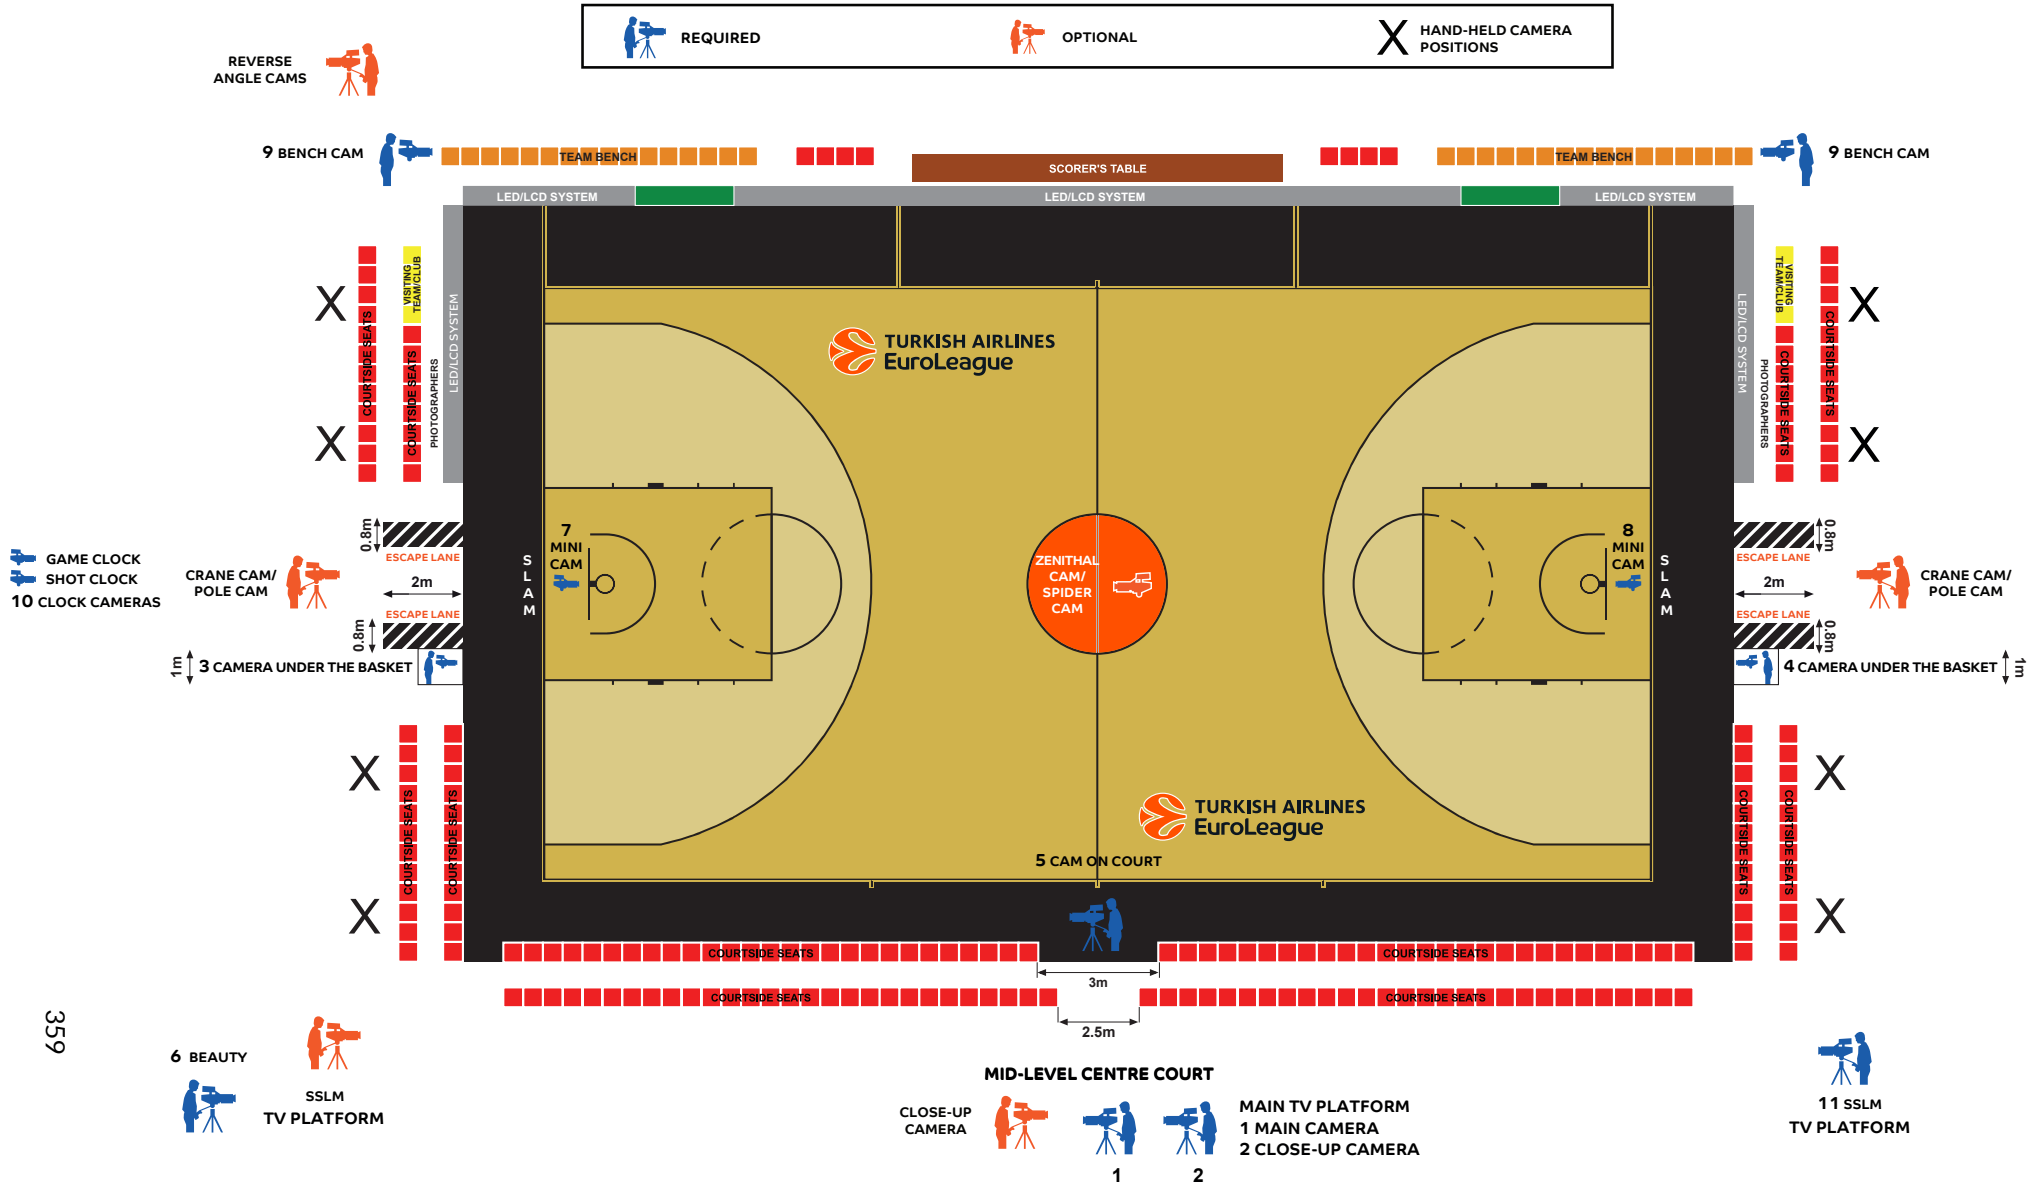 REQUIRED
OPTIONAL
HAND-HELD CAMERA
POSITIONS
REVERSE
ANGLE CAMS
9 BENCH CAM
TEAM BENCH
SCORER'S TABLE
TEAM BENCH
9 BENCH CAM
LED/LCD SYSTEM
LED/LCD SYSTEM
LED/LCD SYSTEM
X
COURTSIDE SEATS
VISITING
TEAM/CLUB
COURTSIDE SEATS
PHOTOGRAPHERS
LED/LCD SYSTEM
X
TURKISH AIRLINES
EuroLeague
LED/LCD SYSTEM
PHOTOGRAPHERS
VISITING
TEAM/CLUB
COURTSIDE SEATS
COURTSIDE SEATS
X
X
GAME CLOCK
SHOT CLOCK
10 CLOCK CAMERAS
CRANE CAM/
POLE CAM
0.8m
ESCAPE LANE
2m
ESCAPE LANE
0.8m
1m
3 CAMERA UNDER THE BASKET
SLAM
7
MINI
CAM
ZENITHAL
CAM/
SPIDER
CAM
8
MINI
CAM
SLAM
0.8m
ESCAPE LANE
2m
ESCAPE LANE
0.8m
CRANE CAM/
POLE CAM
4 CAMERA UNDER THE BASKET
1m
X
X
COURTSIDE SEATS
COURTSIDE SEATS
TURKISH AIRLINES
EuroLeague
5 CAM ON COURT
COURTSIDE SEATS
COURTSIDE SEATS
X
X
COURTSIDE SEATS
COURTSIDE SEATS
3m
COURTSIDE SEATS
COURTSIDE SEATS
2.5m
359
6 BEAUTY
SSLM
TV PLATFORM
MID-LEVEL CENTRE COURT
CLOSE-UP
CAMERA
1
2
MAIN TV PLATFORM
1 MAIN CAMERA
2 CLOSE-UP CAMERA
11 SSLM
TV PLATFORM